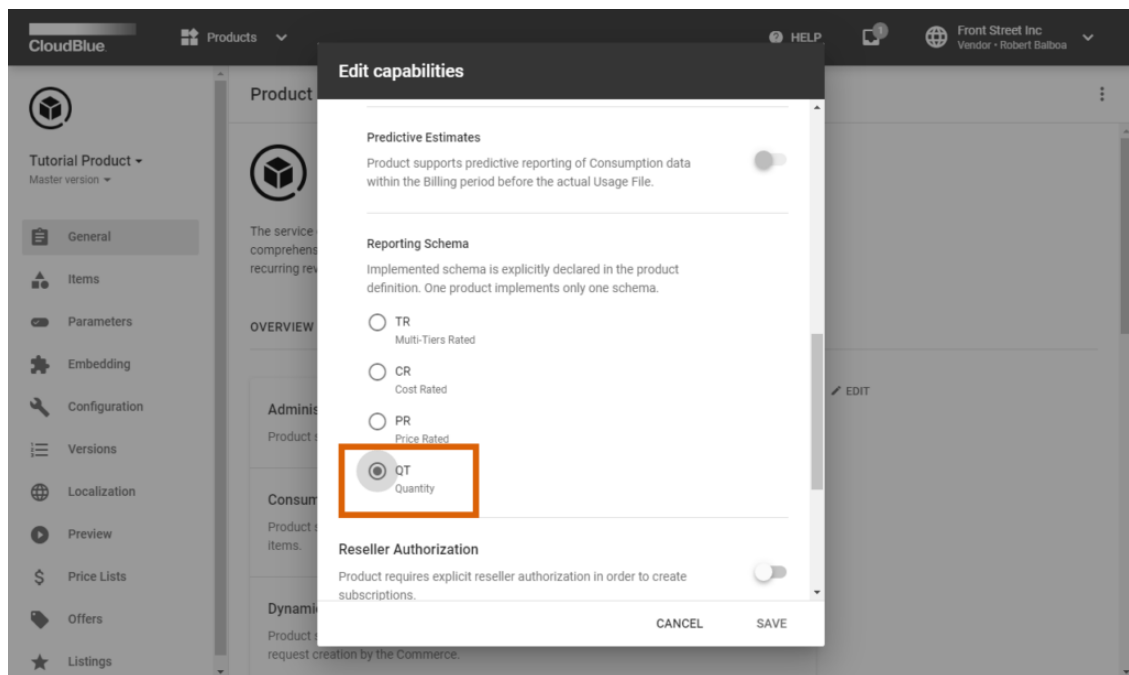 CloudBlue.
Products
HELP
1
Front Street Inc
Vendor • Robert Balboa
Tutorial Product
Master version
General
Items
Parameters
Embedding
Configuration
Versions
Localization
Preview
Price Lists
Offers
Listings
Product
The service
comprehens
recurring rev
OVERVIEW
EDIT
Adminis
Product s
Consum
Product s
items.
Dynami
Product s
request creation by the Commerce.
Edit capabilities
Predictive Estimates
Product supports predictive reporting of Consumption data
within the Billing period before the actual Usage File.
Reporting Schema
Implemented schema is explicitly declared in the product
definition. One product implements only one schema.
TR
Multi-Tiers Rated
CR
Cost Rated
PR
Price Rated
QT
Quantity
Reseller Authorization
Product requires explicit reseller authorization in order to create
subscriptions.
CANCEL
SAVE